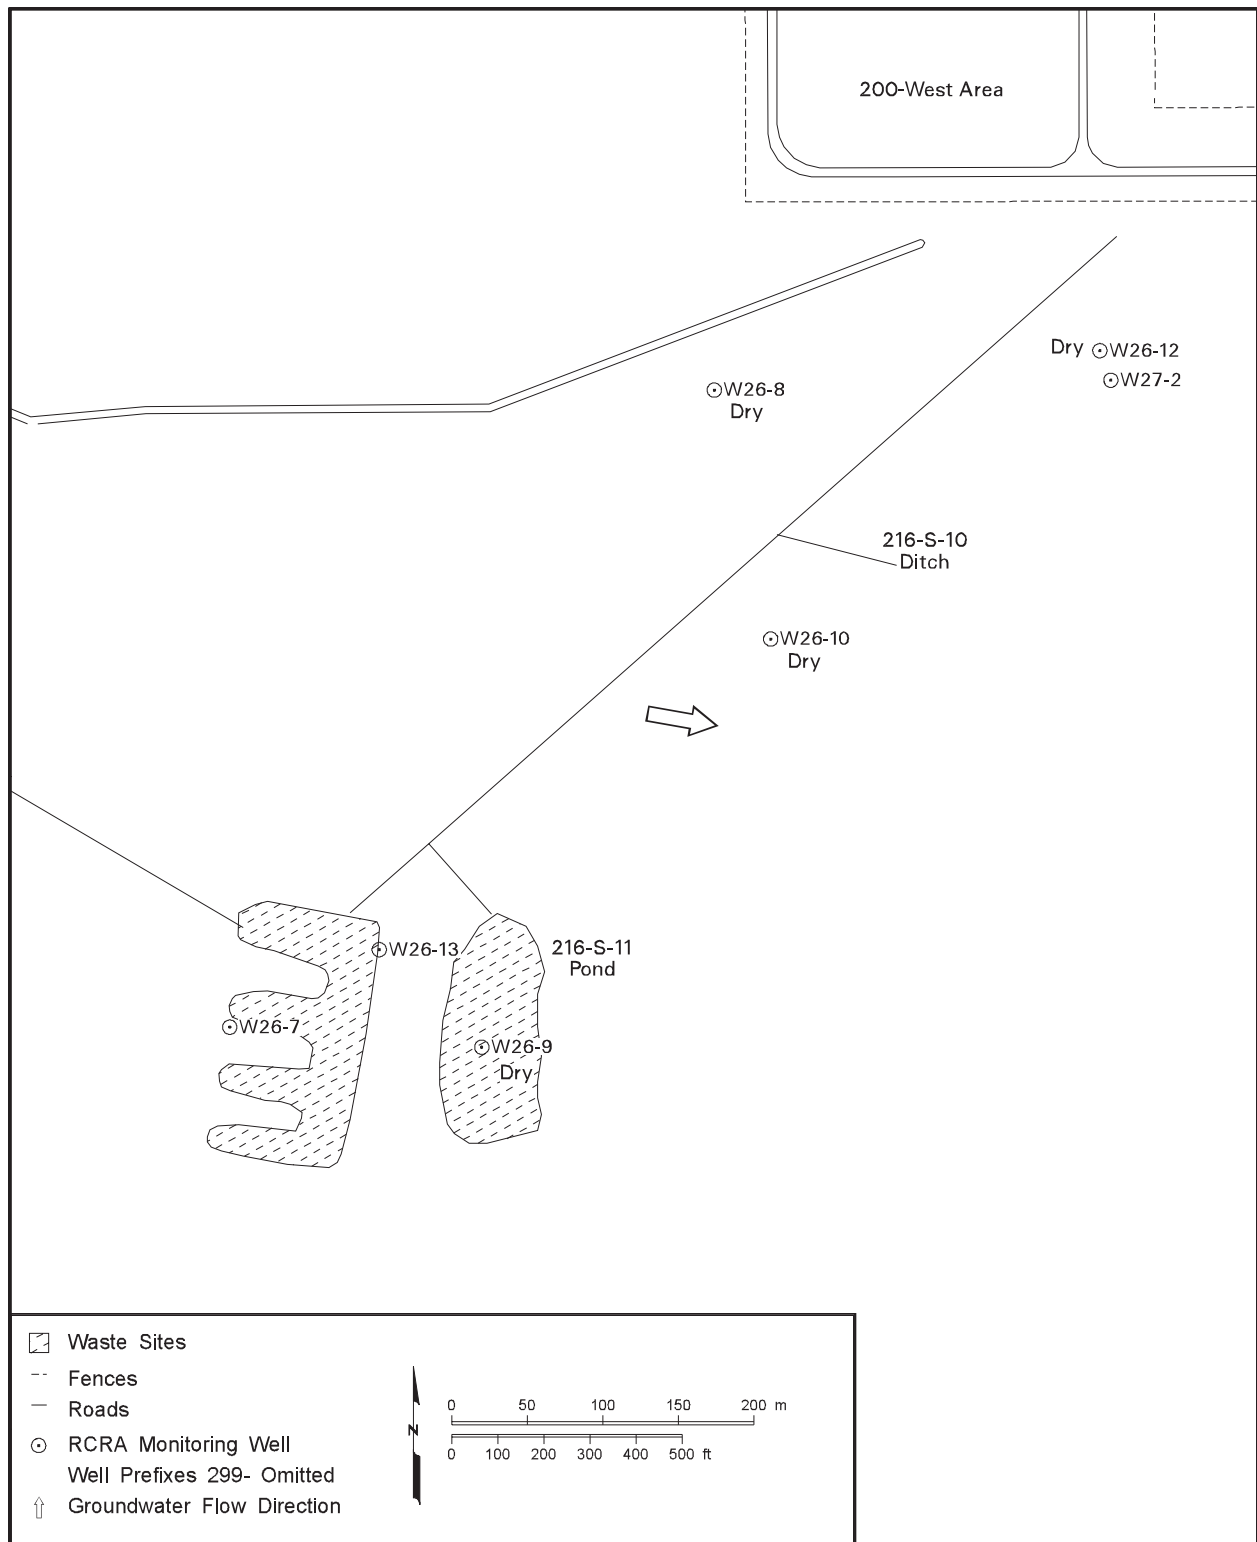 200-West Area
Dry W26-12
W27-2
W26-8
Dry
216-S-10
Ditch
W26-10
Dry
W26-13
216-S-11
Pond
W26-7
W26-9
Dry
Waste Sites
Fences
Roads
RCRA Monitoring Well
Well Prefixes 299- Omitted
Groundwater Flow Direction
N
0 50 100 150 200 m
0 100 200 300 400 500 ft